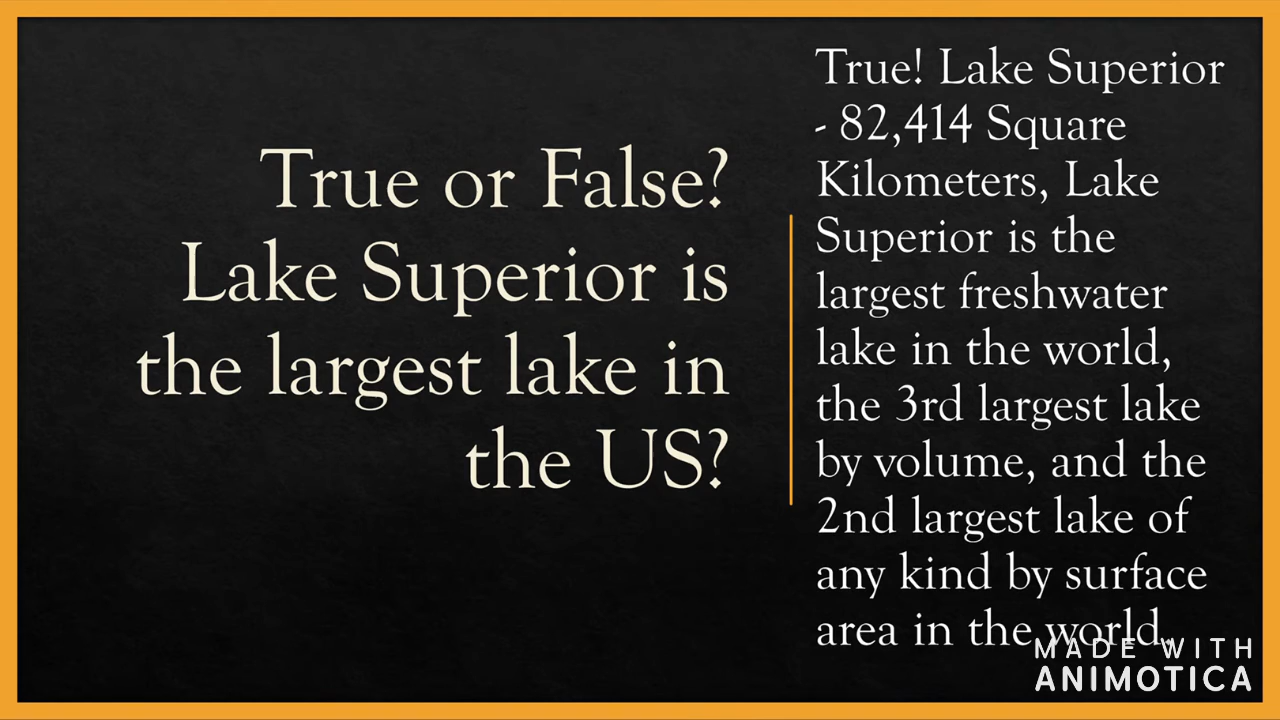 True or False?
Lake Superior is
the largest lake in
the US?
True! Lake Superior
- 82,414 Square
Kilometers, Lake
Superior is the
largest freshwater
lake in the world,
the 3rd largest lake
by volume, and the
2nd largest lake of
any kind by surface
area in the world.
MADE WITH
ANIMOTICA